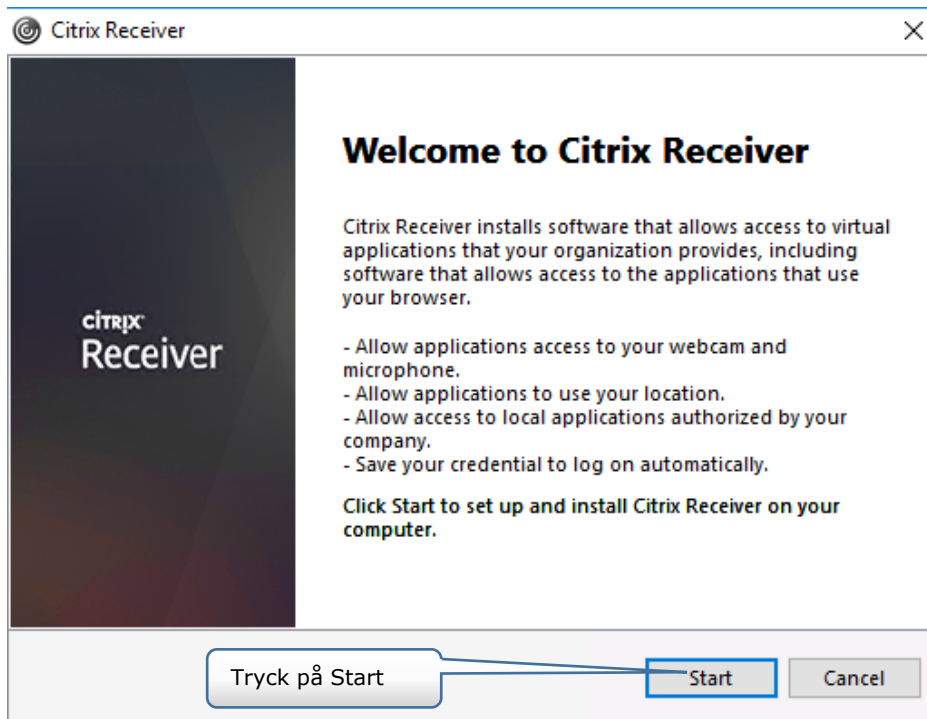 Citrix Receiver
CİTRIX
Receiver
Welcome to Citrix Receiver
Citrix Receiver installs software that allows access to virtual
applications that your organization provides, including
software that allows access to the applications that use
your browser.
- Allow applications access to your webcam and
microphone.
- Allow applications to use your location.
- Allow access to local applications authorized by your
company.
- Save your credential to log on automatically.
Click Start to set up and install Citrix Receiver on your
computer.
Tryck på Start
Start
Cancel